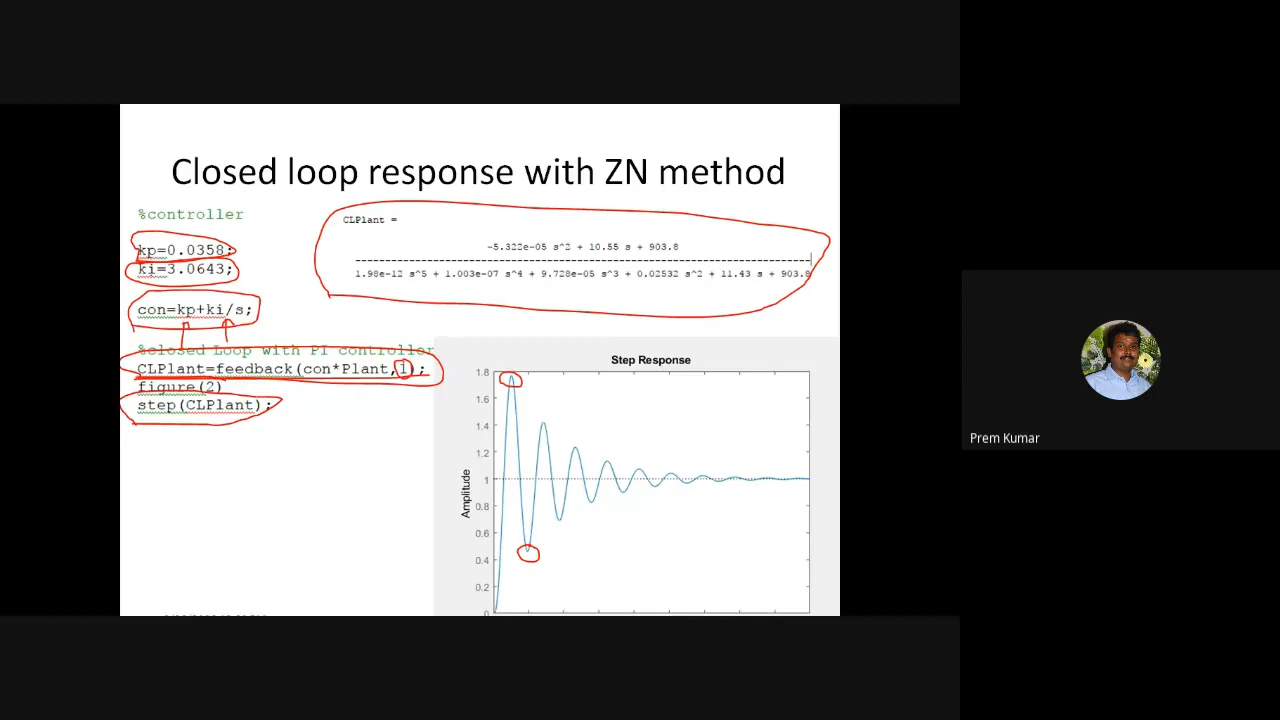 Closed loop response with ZN method
%controller
kp=0.0358;
ki=3.0643;
con=kp+ki/s;
%closed Loop with PI controller
CLPlant=feedback(con*Plant,1);
figure(2)
step(CLPlant);
CLPlant =
-5.322e-05 s^2 + 10.55 s + 903.8
---------------------------------------------------------------------
1.98e-12 s^5 + 1.003e-07 s^4 + 9.728e-05 s^3 + 0.02532 s^2 + 11.43 s + 903.8
Step Response
1.8
1.6
1.4
1.2
1
0.8
0.6
0.4
0.2
0
Amplitude
Prem Kumar